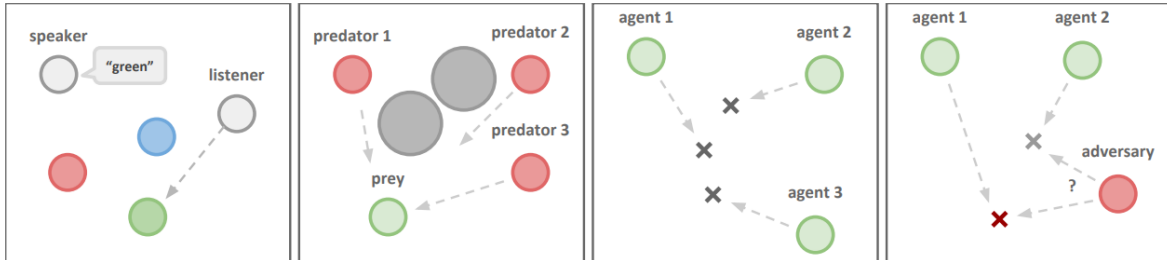 speaker
"green"
listener
predator 1
predator 2
predator 3
prey
agent 1
agent 2
agent 3
agent 1
agent 2
adversary
?